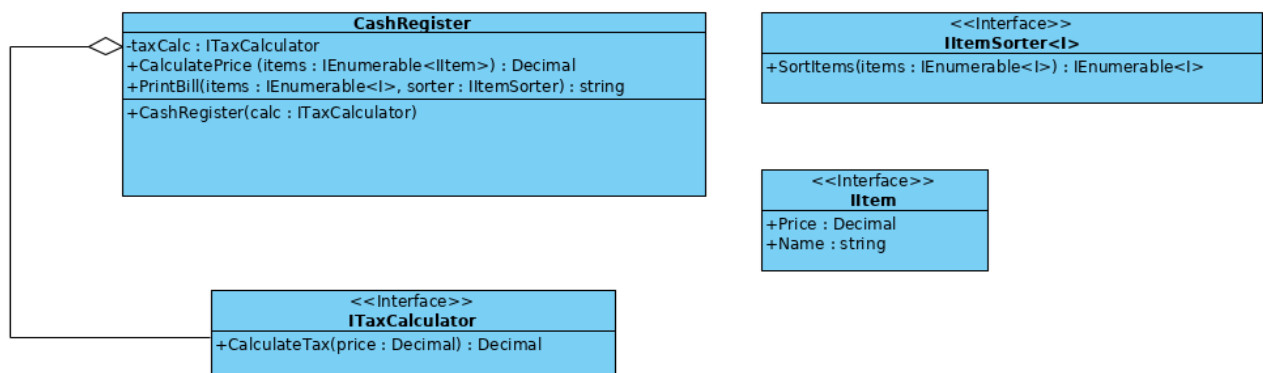 CashRegister
-taxCalc : ITaxCalculator
+CalculatePrice (items : IEnumerable<IItem>) : Decimal
+PrintBill(items : IEnumerable<I>, sorter : IItemSorter) : string
+CashRegister(calc : ITaxCalculator)
<<Interface>>
IItemSorter<I>
+SortItems(items : IEnumerable<I>) : IEnumerable<I>
<<Interface>>
IItem
+Price : Decimal
+Name : string
<<Interface>>
ITaxCalculator
+CalculateTax(price : Decimal) : Decimal